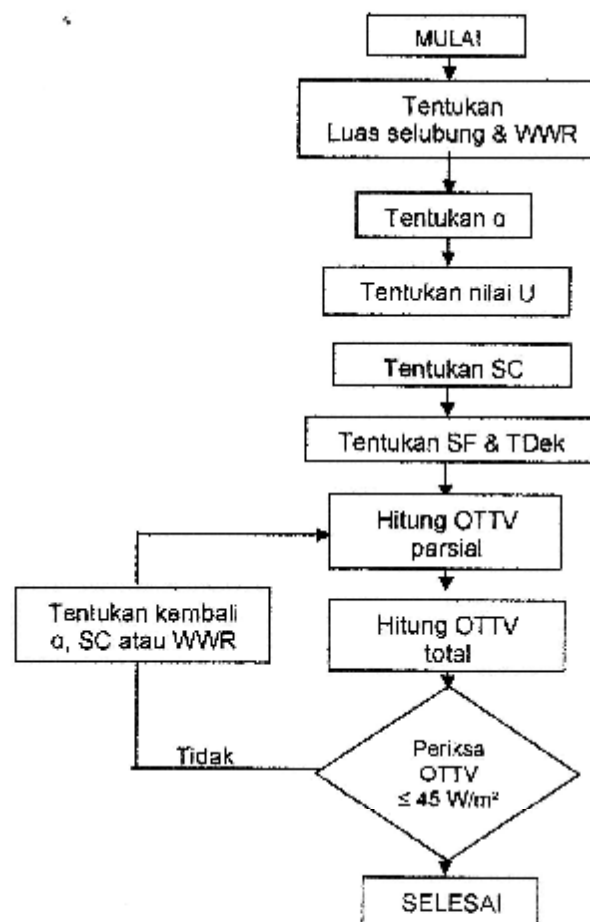 MULAI
Tentukan
Luas selubung & WWR
Tentukan α
Tentukan nilai U
Tentukan SC
Tentukan SF & TDek
Hitung OTTV
parsial
Tentukan kembali
α, SC atau WWR
Hitung OTTV
total
Tidak
Periksa
OTTV
≤ 45 W/m²
SELESAI